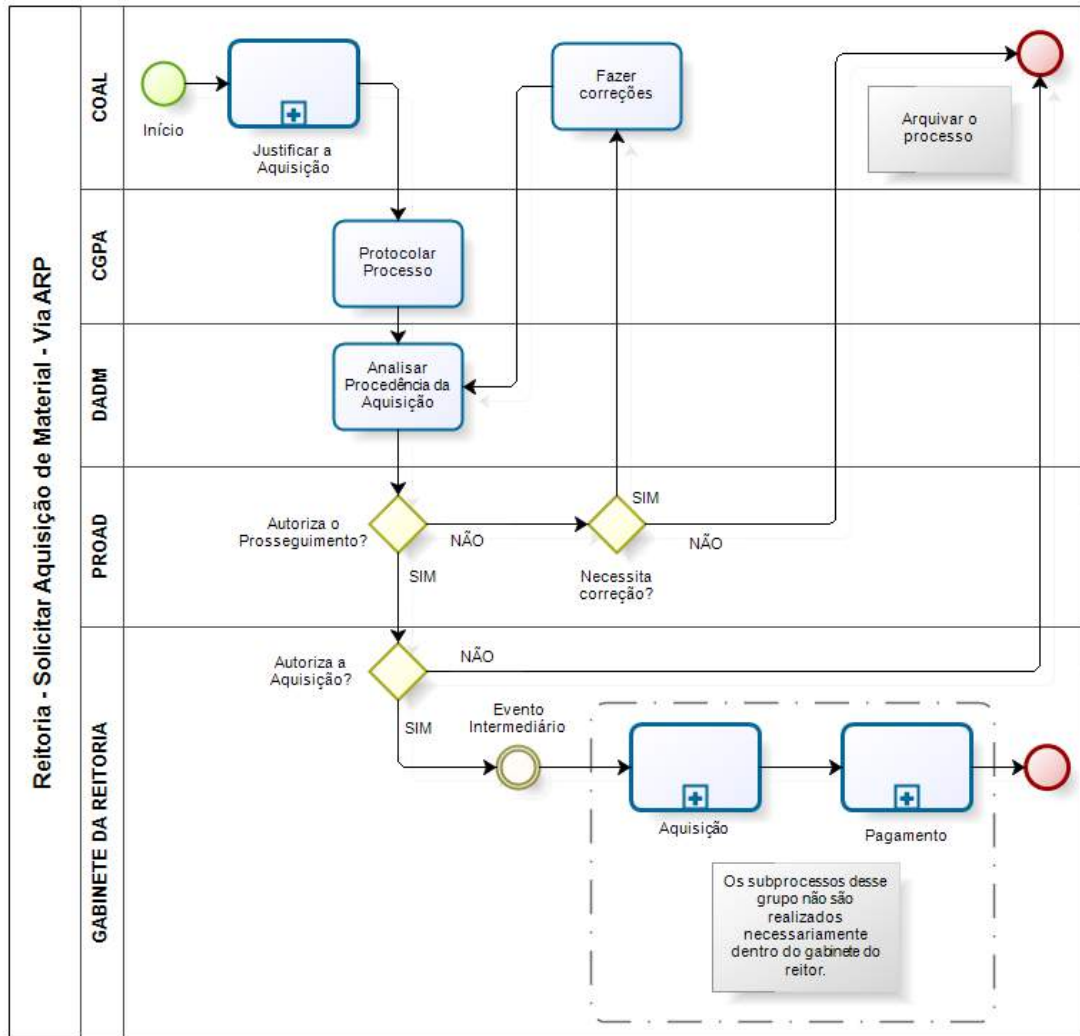 Reitoria - Solicitar Aquisição de Material - Via ARP
COAL
Início
Justificar a
Aquisição
Fazer
correções
Arquivar o
processo
CGPA
Protocolar
Processo
DADM
Analisar
Procedência da
Aquisição
PROAD
Autoriza o
Prosseguimento?
NÃO
SIM
SIM
NÃO
Necessita
correção?
GABINETE DA REITORIA
Autoriza a
Aquisição?
NÃO
SIM
Evento
Intermediário
Aquisição
Pagamento
Os subprocessos desse
grupo não são
realizados
necessariamente
dentro do gabinete do
reitor.